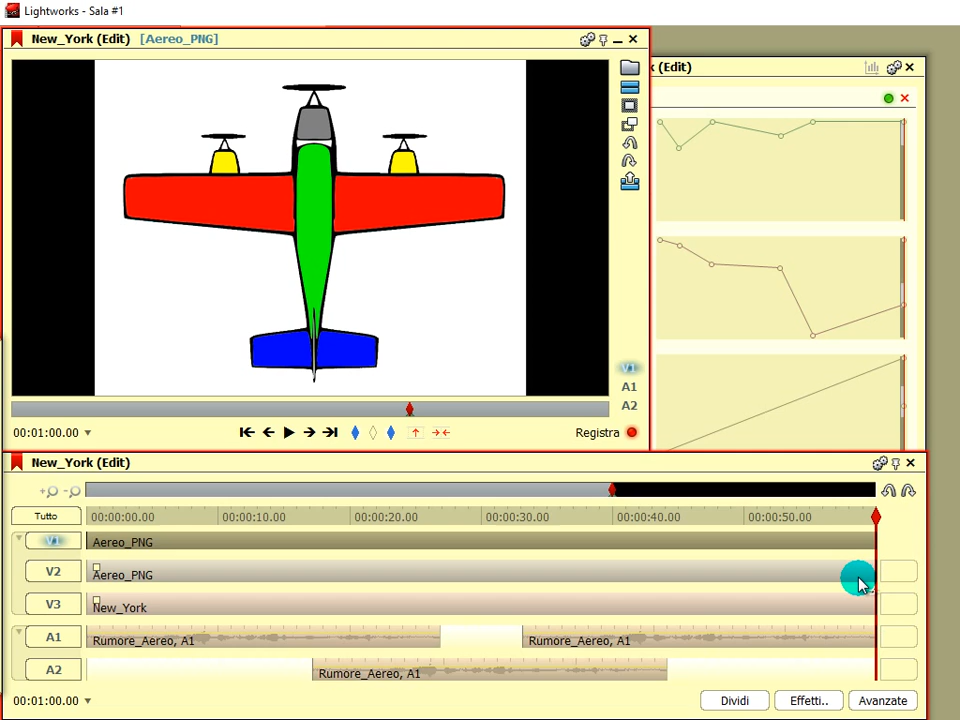 Lightworks - Sala #1
New_York (Edit) [Aereo_PNG]
(Edit)
V1
A1
A2
00:01:00.00
Registra
New_York (Edit)
Tutto
00:00:00.00 00:00:10.00 00:00:20.00 00:00:30.00 00:00:40.00 00:00:50.00
V1 Aereo_PNG
V2 Aereo_PNG
V3 New_York
A1 Rumore_Aereo, A1 Rumore_Aereo, A1
A2 Rumore_Aereo, A1
00:01:00.00
Dividi Effetti.. Avanzate